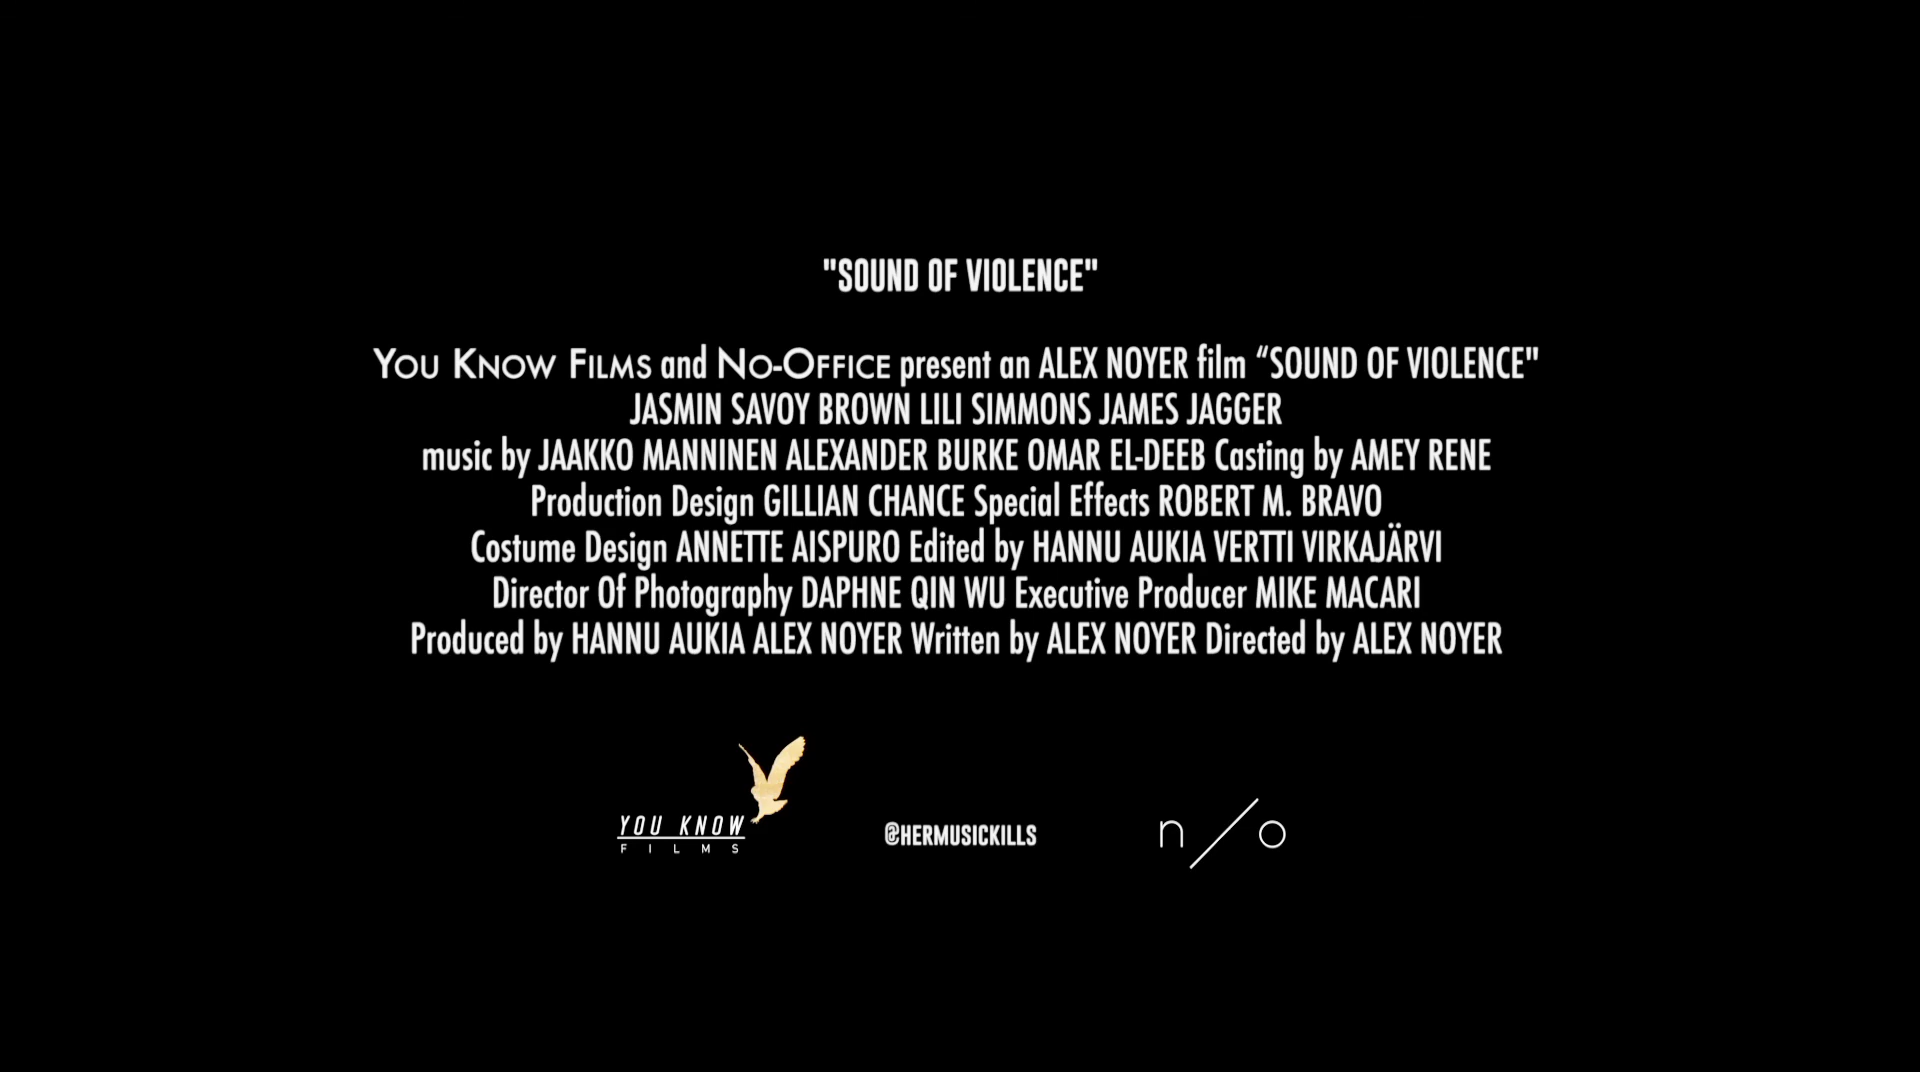 "SOUND OF VIOLENCE"
YOU KNOW FILMS and NO-OFFICE present an ALEX NOYER film “SOUND OF VIOLENCE"
JASMIN SAVOY BROWN LILI SIMMONS JAMES JAGGER
music by JAAKKO MANNINEN ALEXANDER BURKE OMAR EL-DEEB Casting by AMEY RENE
Production Design GILLIAN CHANCE Special Effects ROBERT M. BRAVO
Costume Design ANNETTE AISPURO Edited by HANNU AUKIA VERTTI VIRKAJÄRVI
Director Of Photography DAPHNE QIN WU Executive Producer MIKE MACARI
Produced by HANNU AUKIA ALEX NOYER Written by ALEX NOYER Directed by ALEX NOYER
YOU KNOW
FILMS
@HERMUSICKILLS
n/o